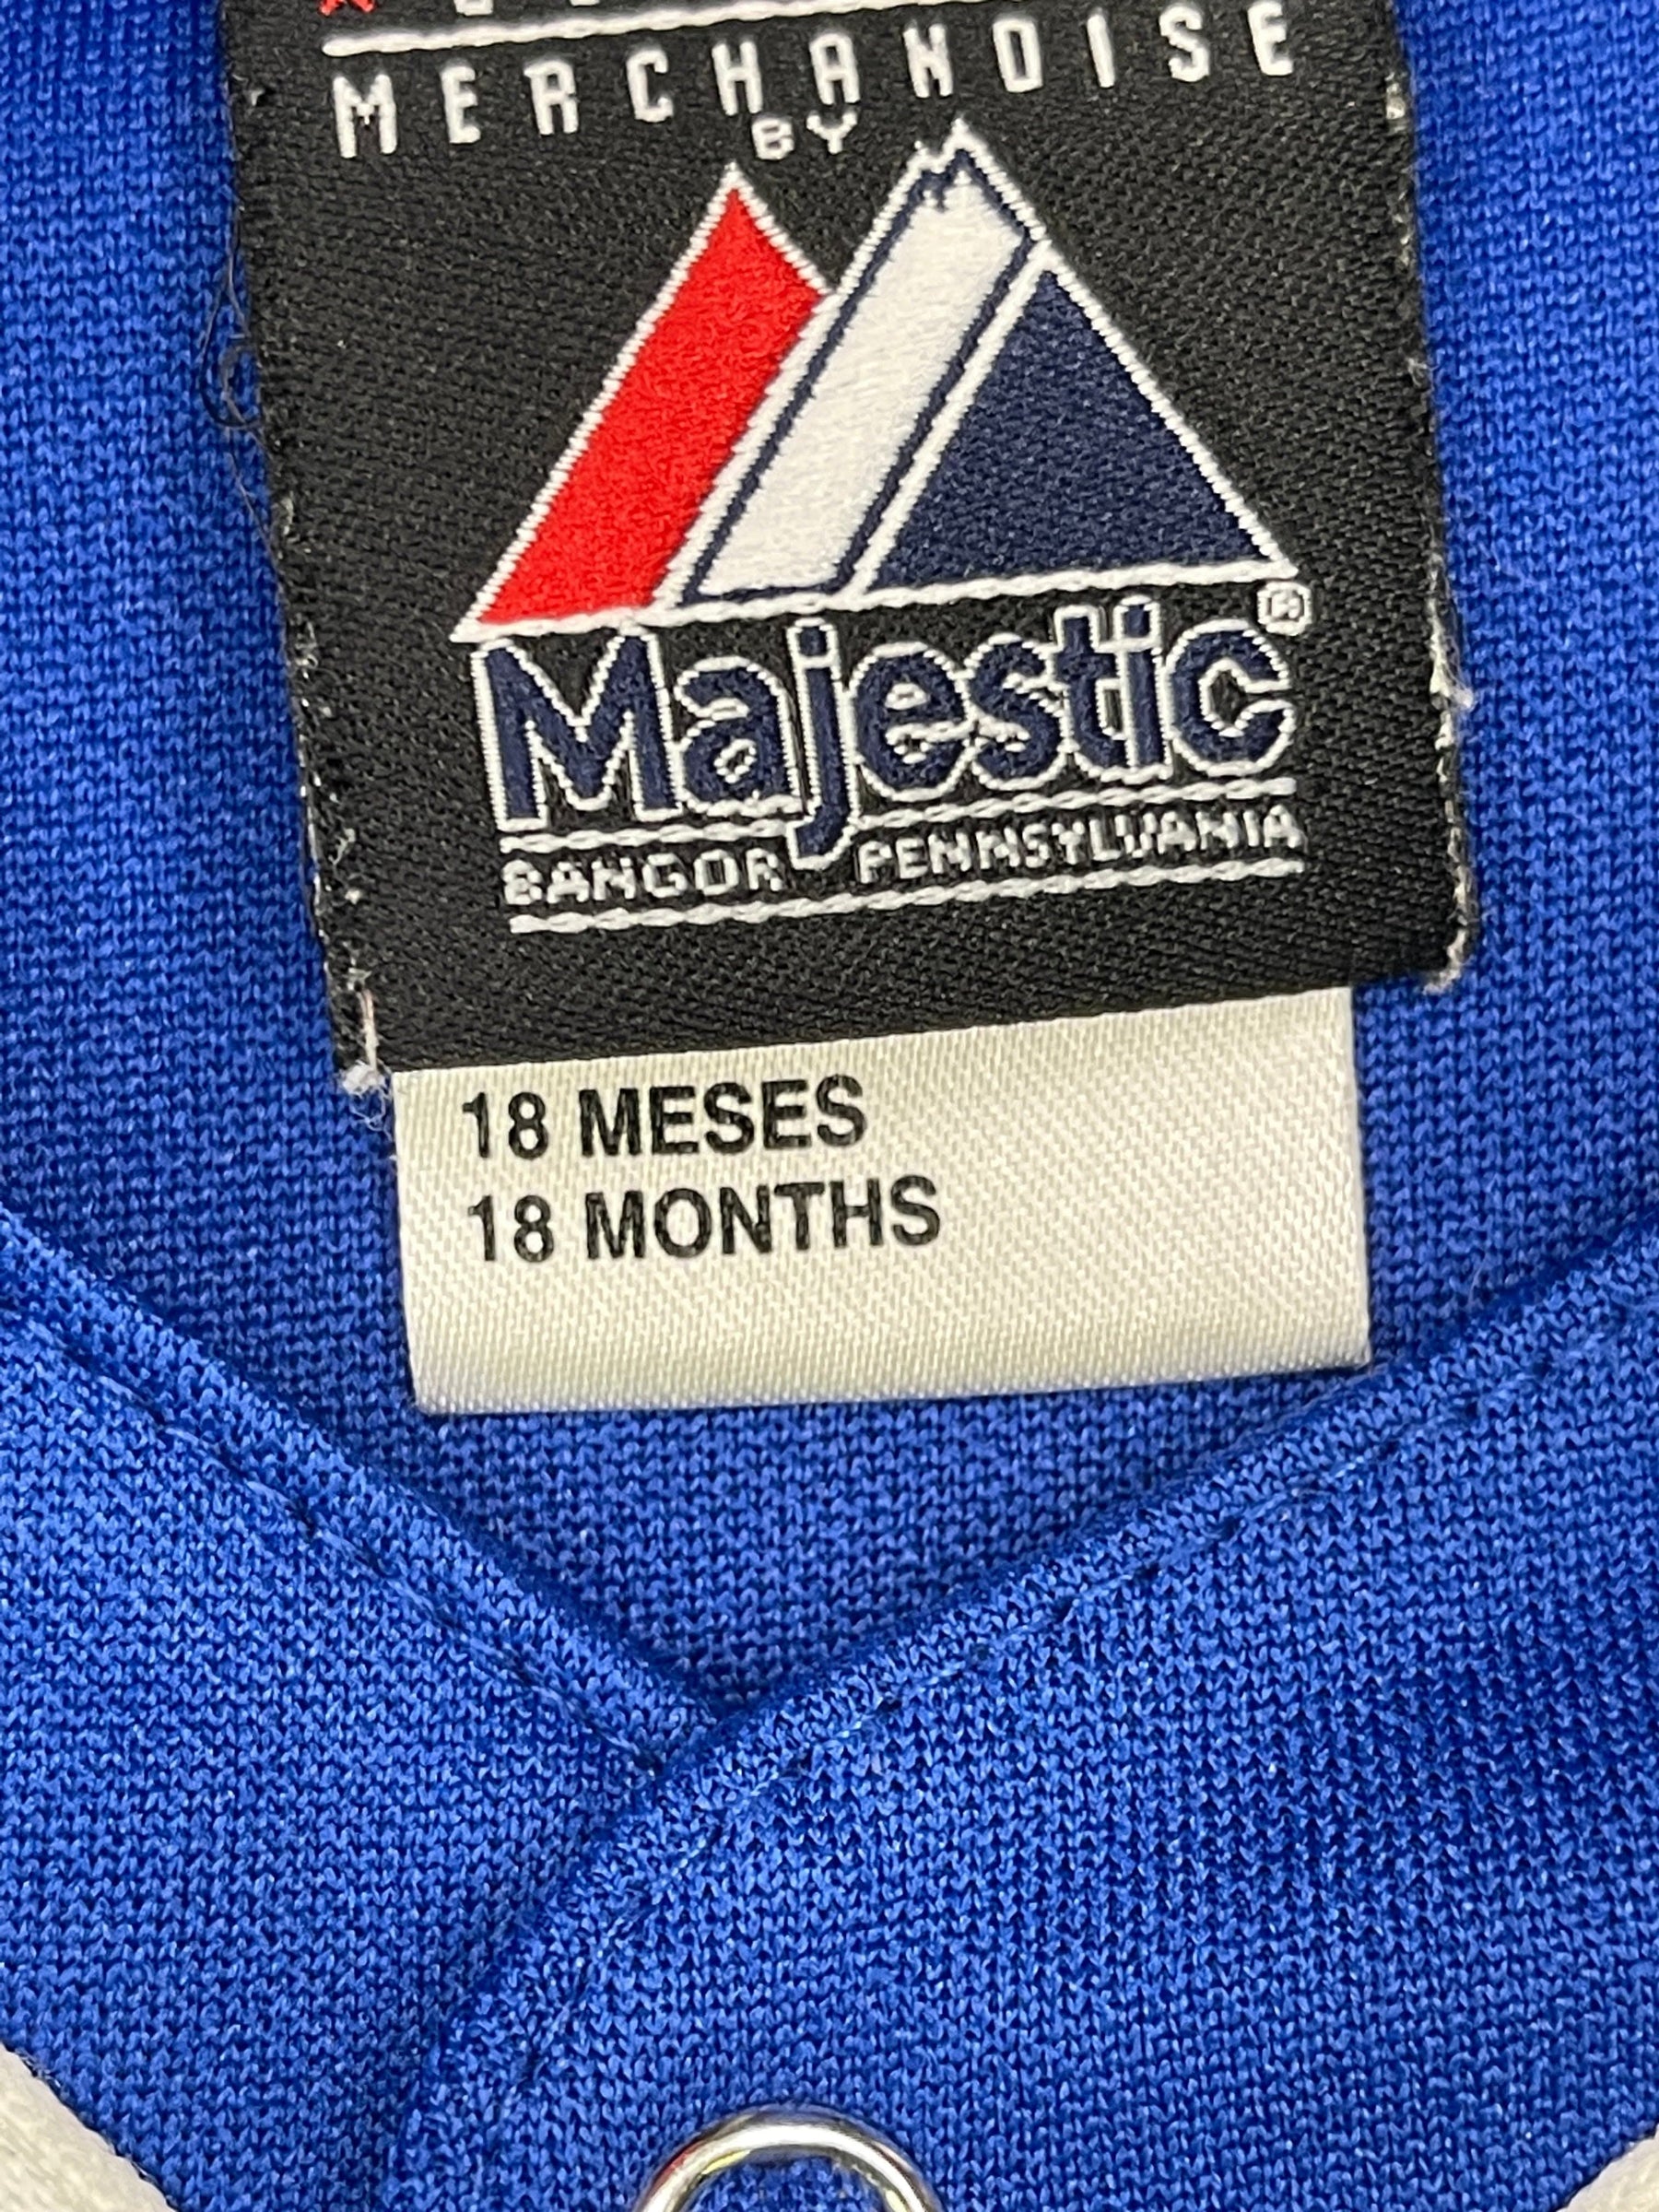 MERCHANDISE
BY
Majestic®
BANGOR PENNSYLVANIA
18 MESES
18 MONTHS